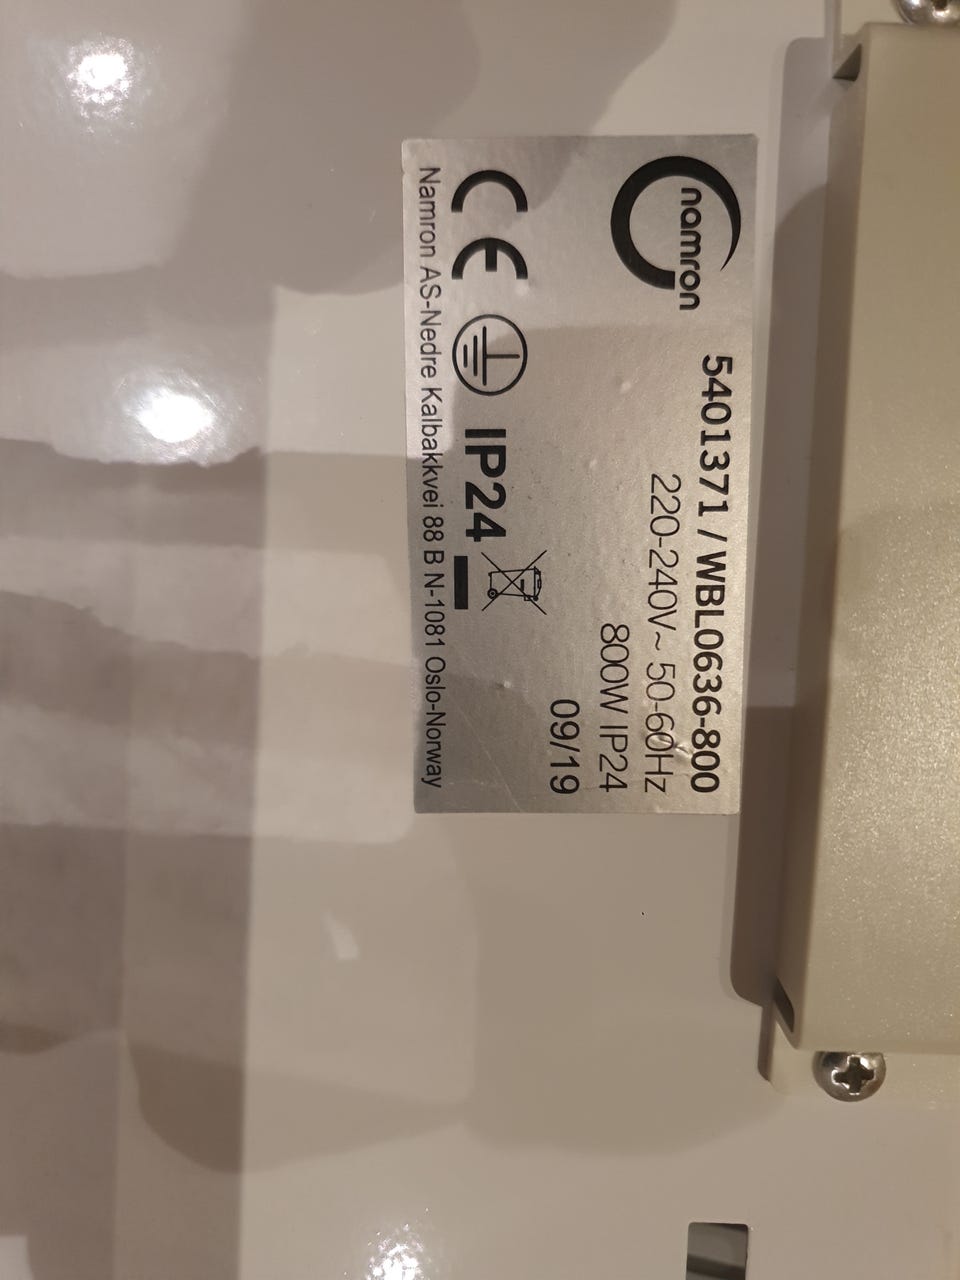 namron
5401371 / WBL0636-800
220-240V~ 50-60Hz
800W IP24
09/19
CE IP24
Namron AS-Nedre Kalbakkvei 88 B N-1081 Oslo-Norway